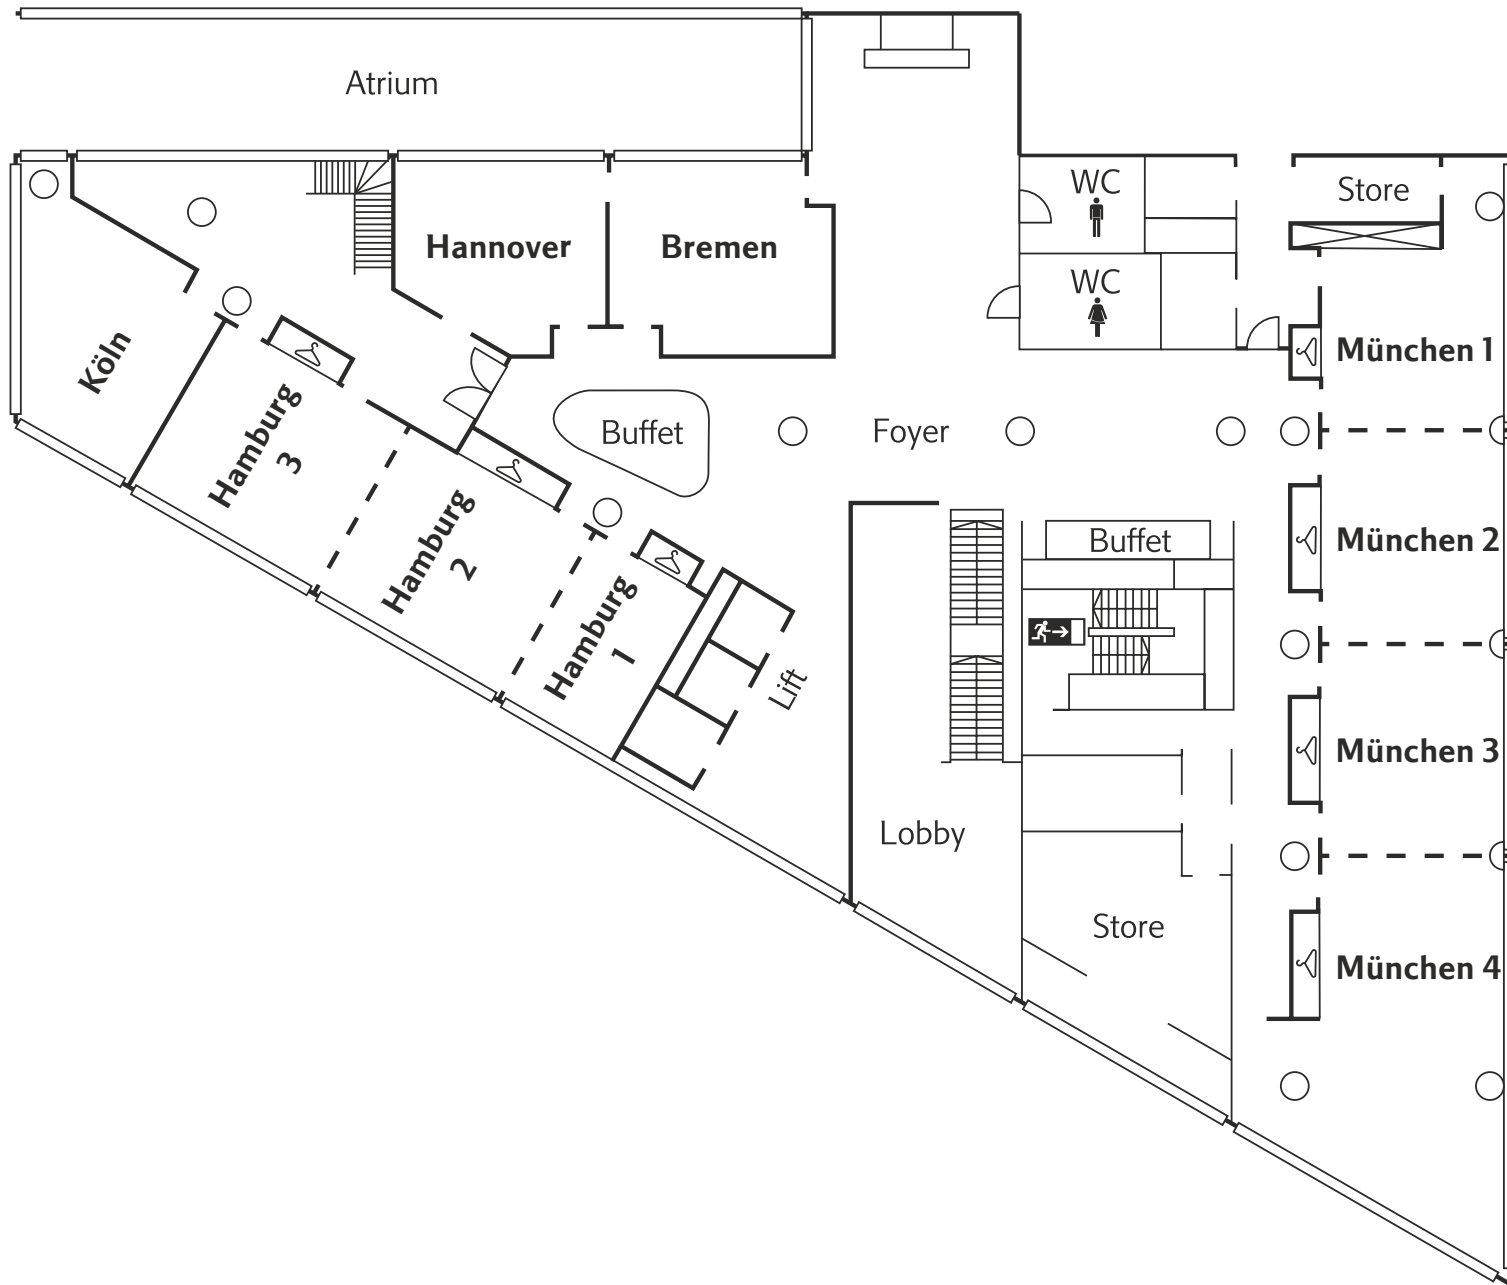 Atrium
WC
Store
Hannover
Bremen
WC
Köln
München 1
Hamburg
3
Buffet
Foyer
Hamburg
2
Buffet
München 2
Hamburg
1
Lift
München 3
Lobby
Store
München 4